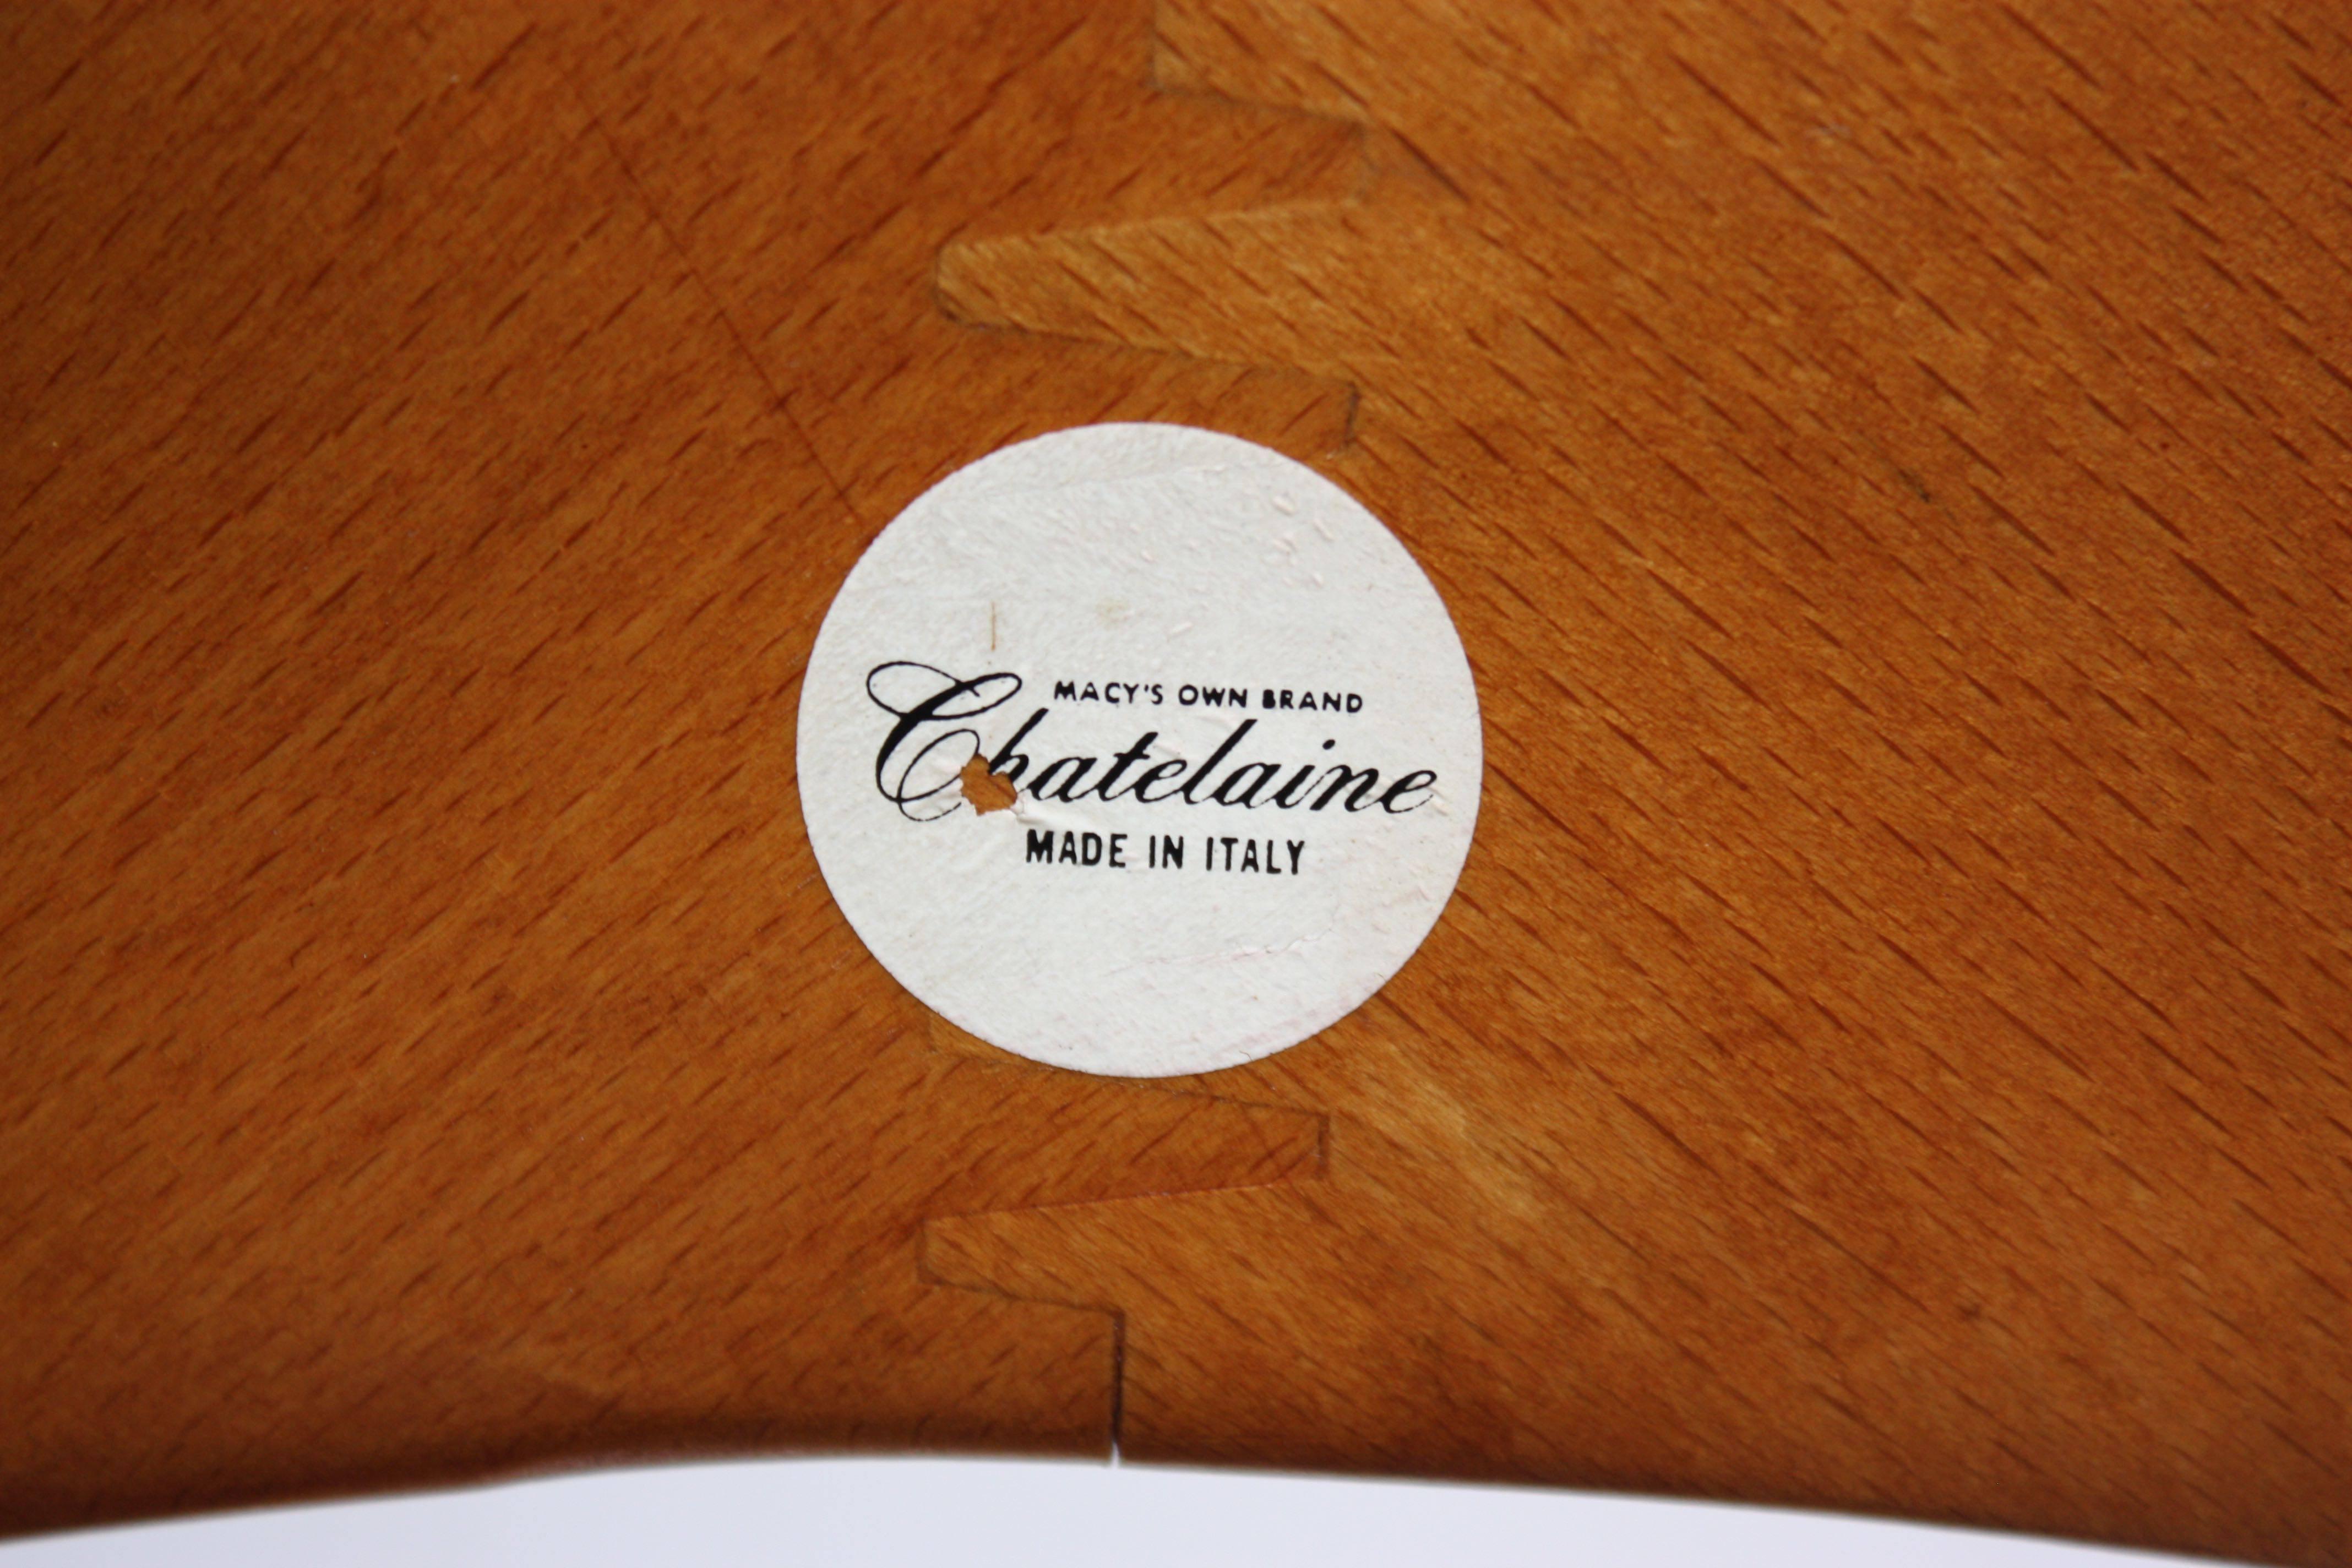 MACY'S OWN BRAND
Chatelaine
MADE IN ITALY